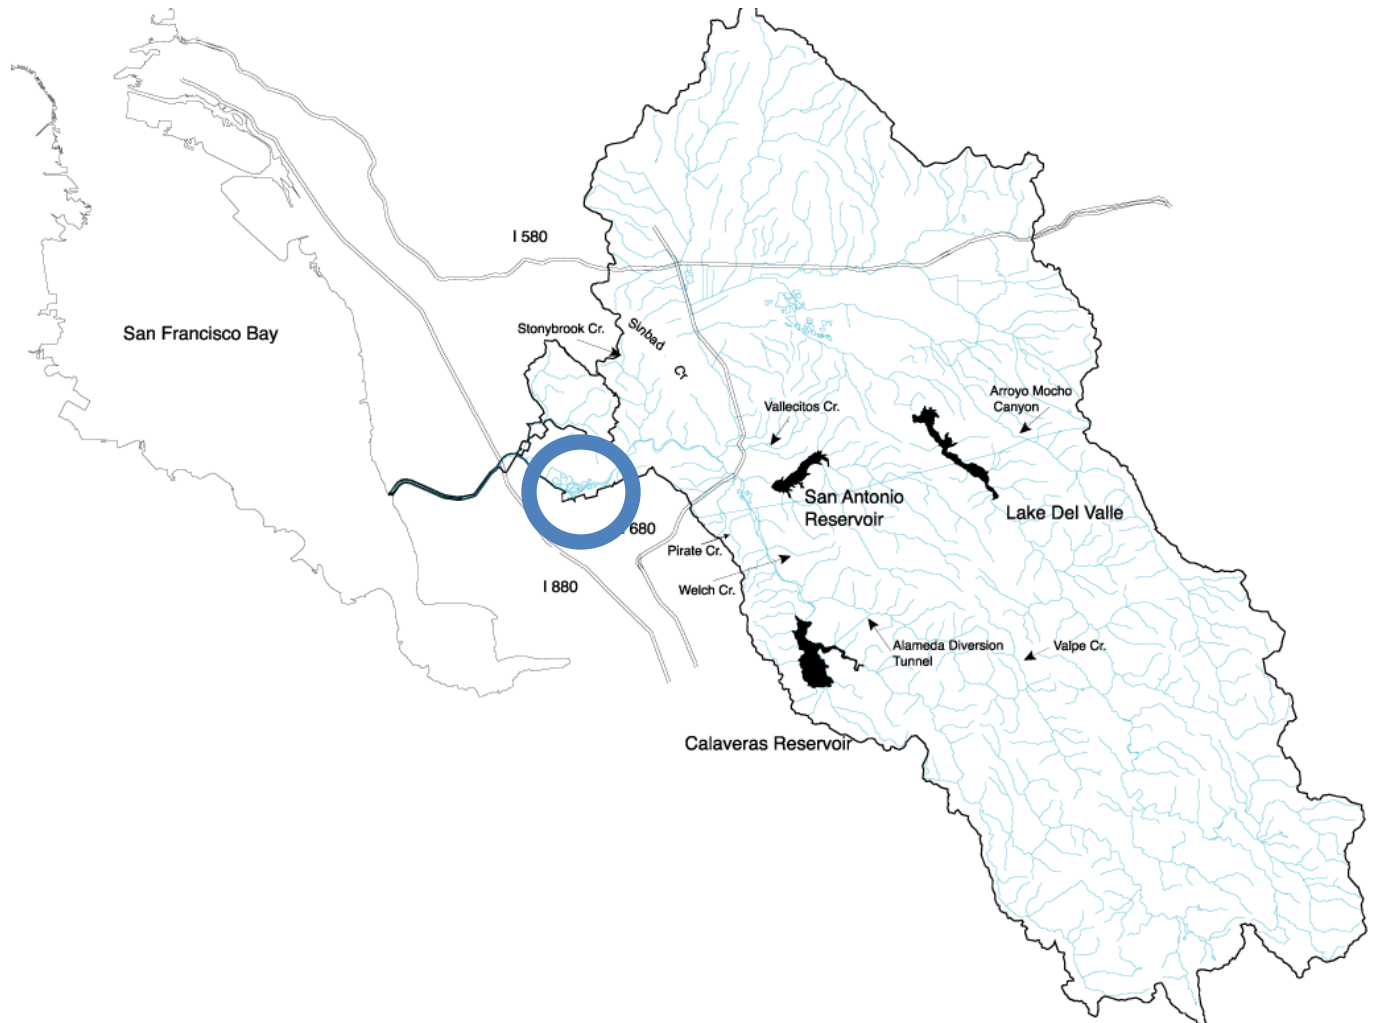 I 580
San Francisco Bay
Stonybrook Cr.
Sinbad Cr
Vallecitos Cr.
Arroyo Mocho
Canyon
San Antonio
Reservoir
Lake Del Valle
680
Pirate Cr.
I 880
Welch Cr.
Alameda Diversion
Tunnel
Valpe Cr.
Calaveras Reservoir